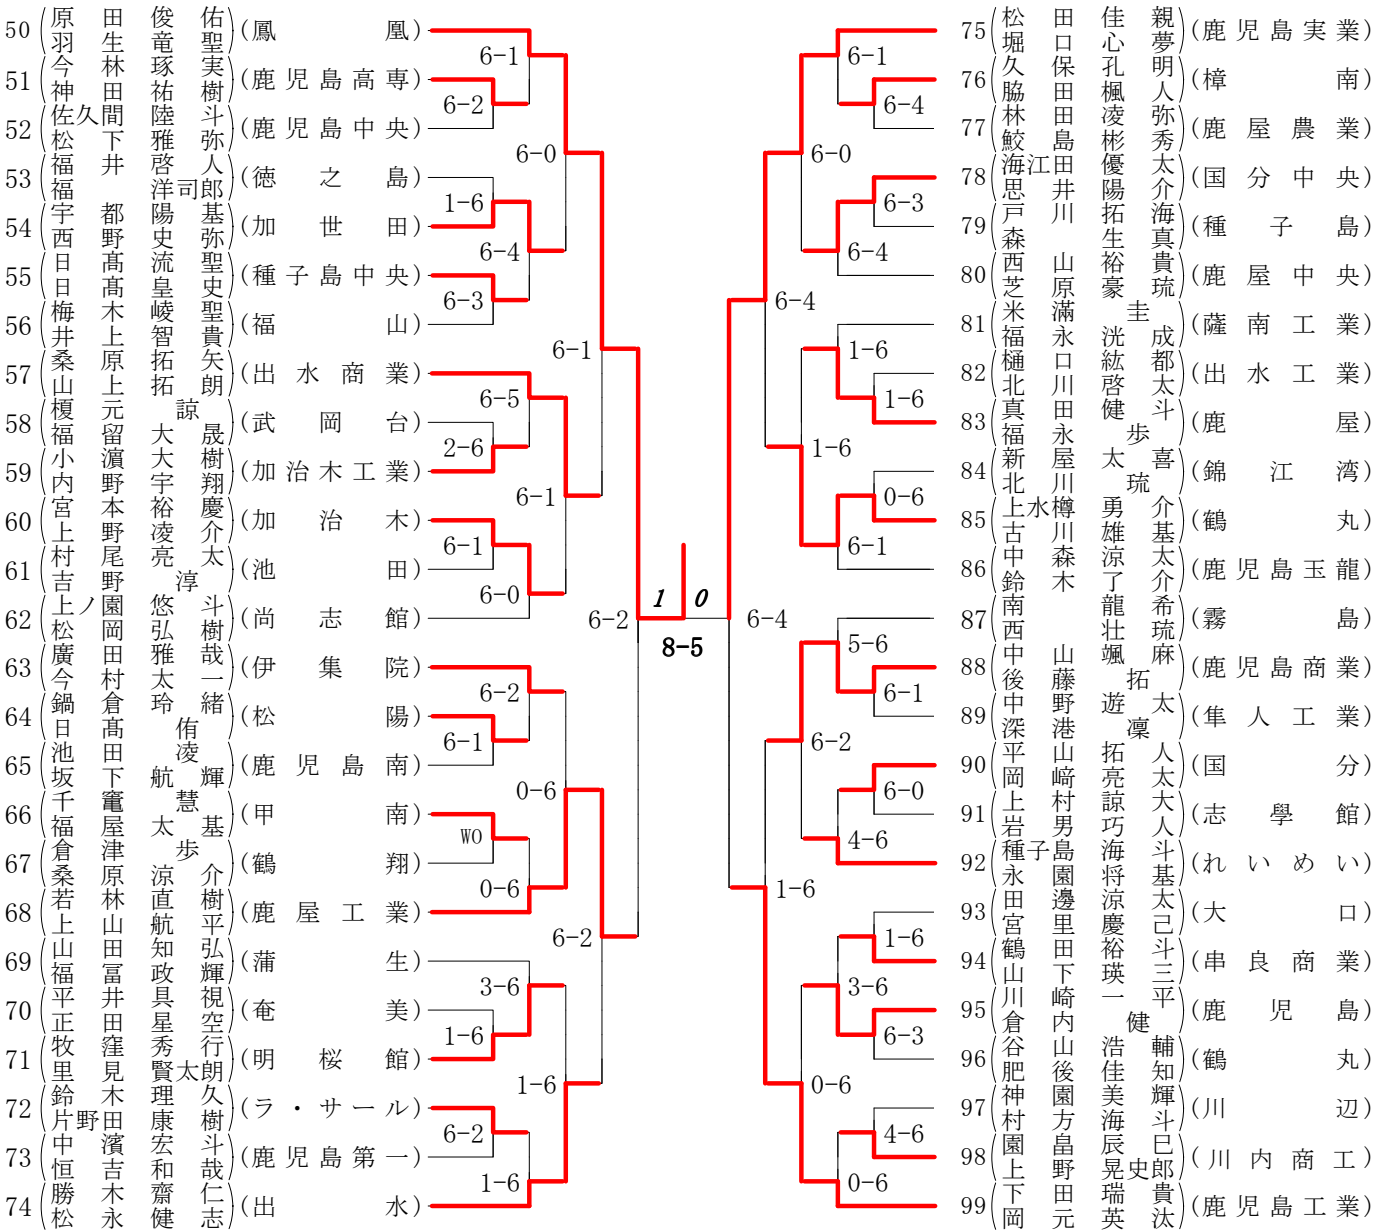 50 原田俊佑 羽生竜聖 (鳳凰)
51 今林琢実 神田祐樹 (鹿児島高専)
52 佐久間陸斗 松下雅弥 (鹿児島中央)
53 福井啓人 福洋司郎 (徳之島)
54 宇都陽基 西野史弥 (加世田)
55 日髙流聖 日髙皇史 (種子島中央)
56 梅木崚聖 井上智貴 (福山)
57 桑原拓矢 山上拓朗 (出水商業)
58 榎元諒 福留大晟 (武岡台)
59 小濵大樹 内野宇翔 (加治木工業)
60 宮本裕慶 上野凌介 (加治木)
61 村尾亮太 吉野淳 (池田)
62 上ノ園悠斗 松岡弘樹 (尚志館)
63 廣田雅哉 今村太一 (伊集院)
64 鍋倉玲緒 日髙侑 (松陽)
65 池田凌 坂下航輝 (鹿児島南)
66 千竃慧 福屋太基 (甲南)
67 倉津歩 桑原涼介 (鶴翔)
68 若林直樹 上山航平 (鹿屋工業)
69 山田知弘 福冨政輝 (蒲生)
70 平井具視 正田星空 (奄美)
71 牧窪秀行 里見賢太朗 (明桜館)
72 鈴木理久 片野田康樹 (ラ・サール)
73 中濱宏斗 恒吉和哉 (鹿児島第一)
74 勝木齋仁 松永健志 (出水)
6-1
6-2
6-0
1-6
6-4
6-3
6-1
6-5
2-6
6-1
6-1
6-0
6-2
6-2
6-1
0-6
WO
0-6
6-2
3-6
1-6
1-6
6-2
1-6
1 0
8-5
6-1
6-4
6-0
6-3
6-4
6-4
1-6
1-6
1-6
0-6
6-1
6-4
5-6
6-1
6-2
6-0
4-6
1-6
1-6
3-6
6-3
0-6
4-6
0-6
75 松田佳親 堀口心夢 (鹿児島実業)
76 久保孔明 脇田楓人 (樟南)
77 林田凌弥 鮫島彬秀 (鹿屋農業)
78 海江田優太 思井陽介 (国分中央)
79 戸川拓海 森生真 (種子島)
80 西山裕貴 芝原豪琉 (鹿屋中央)
81 米滿圭 福永洸成 (薩南工業)
82 樋口紘都 北川啓太 (出水工業)
83 真田健斗 福永歩 (鹿屋)
84 新屋太喜 北川琉 (錦江湾)
85 上水樽勇介 古川雄基 (鶴丸)
86 中森涼太 鈴木了介 (鹿児島玉龍)
87 南龍希 西壮琉 (霧島)
88 中山颯麻 後藤拓 (鹿児島商業)
89 中野遊太 深港凜 (隼人工業)
90 平山拓人 岡﨑亮太 (国分)
91 上村諒大 岩男巧人 (志學館)
92 種子島海斗 永園将基 (れいめい)
93 田邊涼太 宮里慶己 (大口)
94 鶴田裕斗 山下瑛三 (串良商業)
95 川崎一平 倉内健 (鹿児島)
96 谷山浩輔 肥後佳知 (鶴丸)
97 神園美輝 村方海斗 (川辺)
98 園畠辰巳 上野晃史郎 (川内商工)
99 下田瑞貴 岡元英汰 (鹿児島工業)